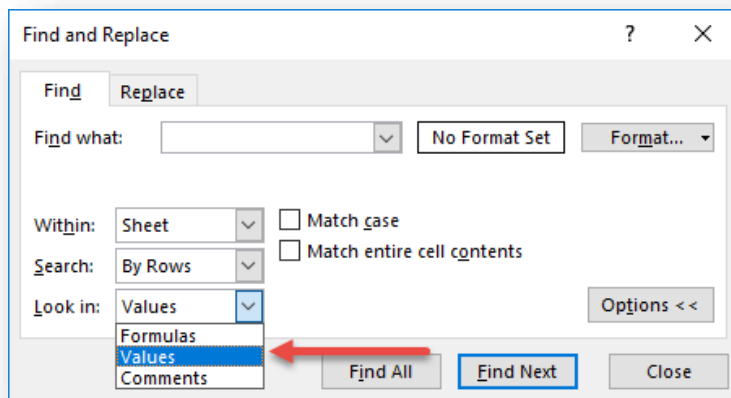 Find and Replace ? ×
Find Replace
Find what: No Format Set Format...
Within: Sheet Match case
Match entire cell contents
Search: By Rows
Look in: Values Options <<
Formulas
Values
Comments
Find All Find Next Close